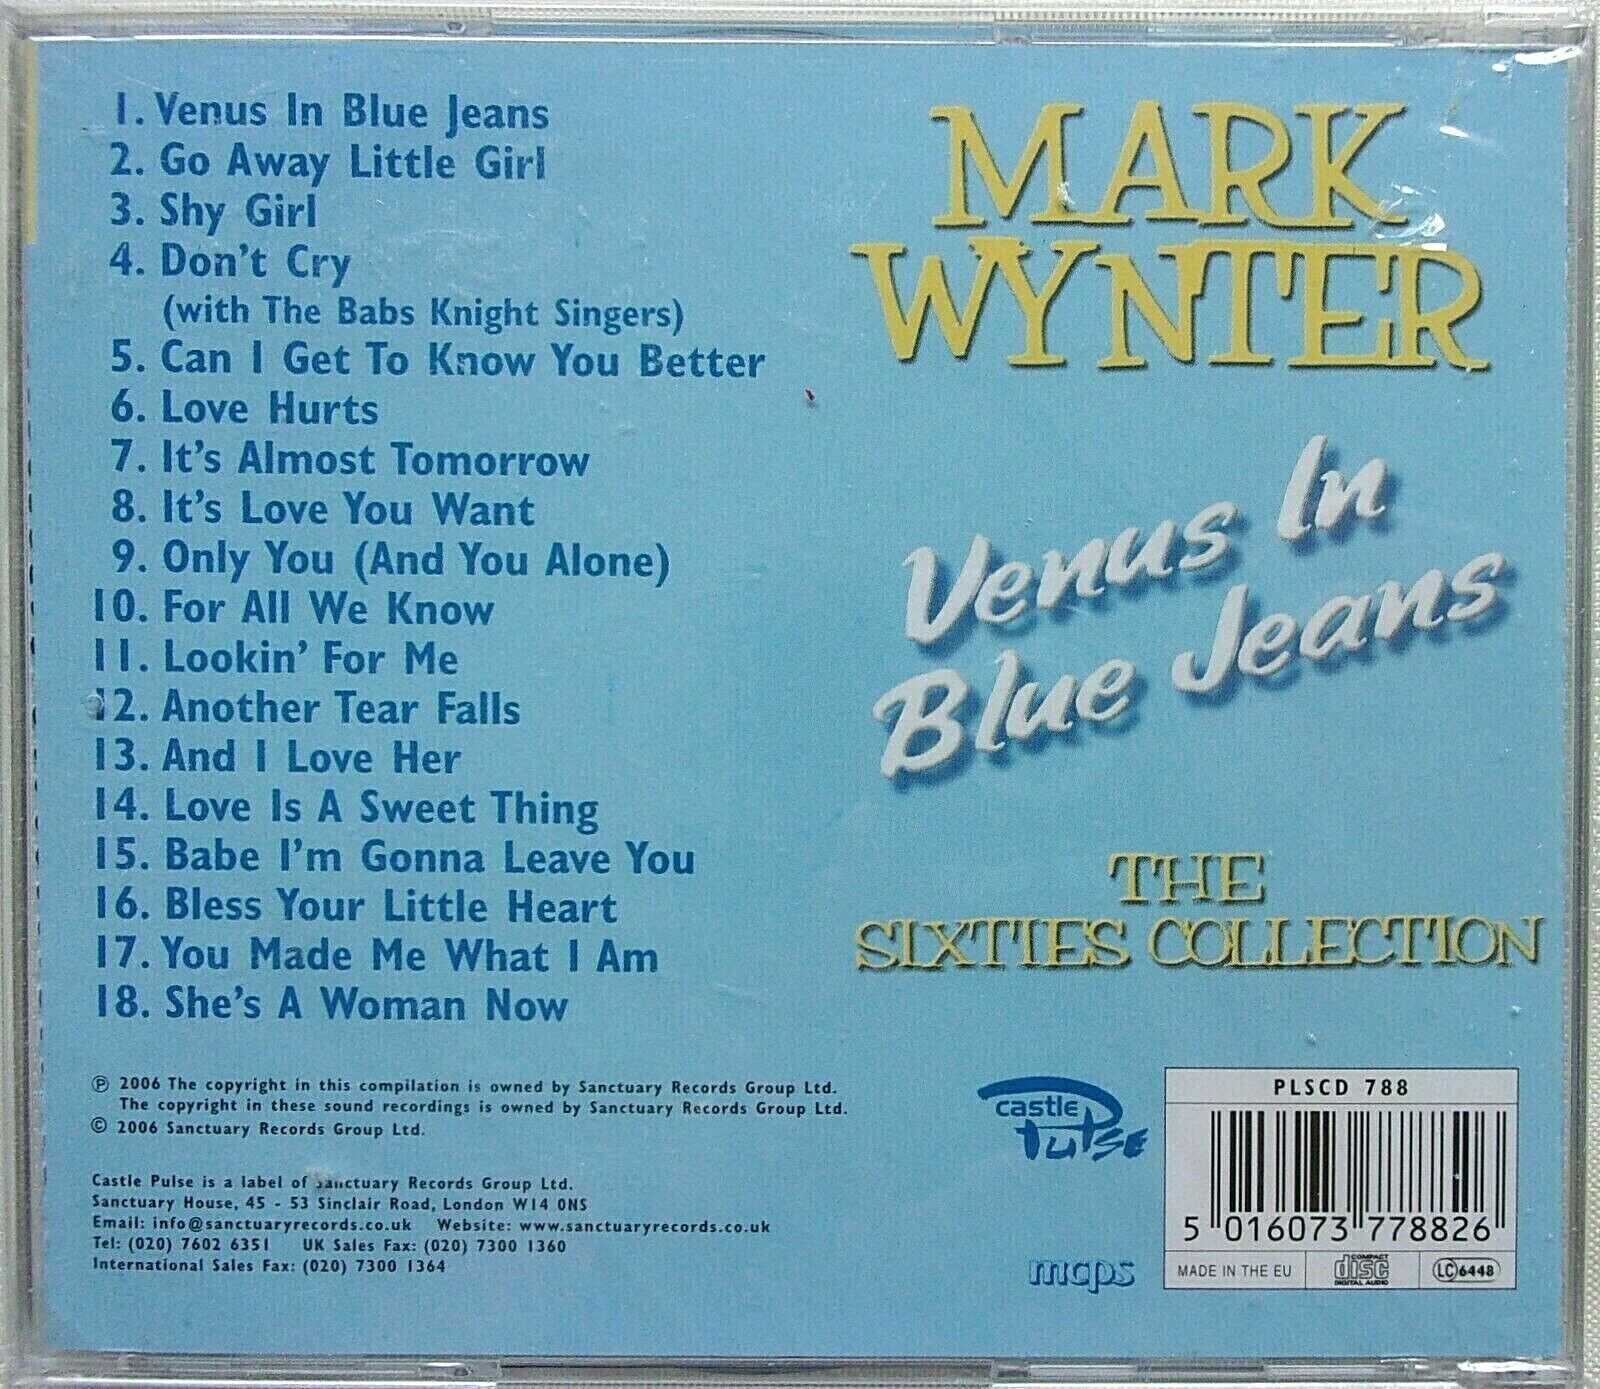 1. Venus In Blue Jeans
2. Go Away Little Girl
3. Shy Girl
4. Don't Cry
(with The Babs Knight Singers)
5. Can I Get To Know You Better
6. Love Hurts
7. It's Almost Tomorrow
8. It's Love You Want
9. Only You (And You Alone)
10. For All We Know
11. Lookin' For Me
12. Another Tear Falls
13. And I Love Her
14. Love Is A Sweet Thing
15. Babe I'm Gonna Leave You
16. Bless Your Little Heart
17. You Made Me What I Am
18. She's A Woman Now
℗ 2006 The copyright in this compilation is owned by Sanctuary Records Group Ltd.
The copyright in these sound recordings is owned by Sanctuary Records Group Ltd.
© 2006 Sanctuary Records Group Ltd.
Castle Pulse is a label of Sanctuary Records Group Ltd.
Sanctuary House, 45 - 53 Sinclair Road, London W14 0NS
Email: info@sanctuaryrecords.co.uk Website: www.sanctuaryrecords.co.uk
Tel: (020) 7602 6351 UK Sales Fax: (020) 7300 1360
International Sales Fax: (020) 7300 1364
MARK
WYNTER
Venus In
Blue Jeans
THE
SIXTIES COLLECTION
castle
Pulse
mcps
PLSCD 788
5 016073 778826
MADE IN THE EU
COMPACT
disc
DIGITAL AUDIO
LC 6448